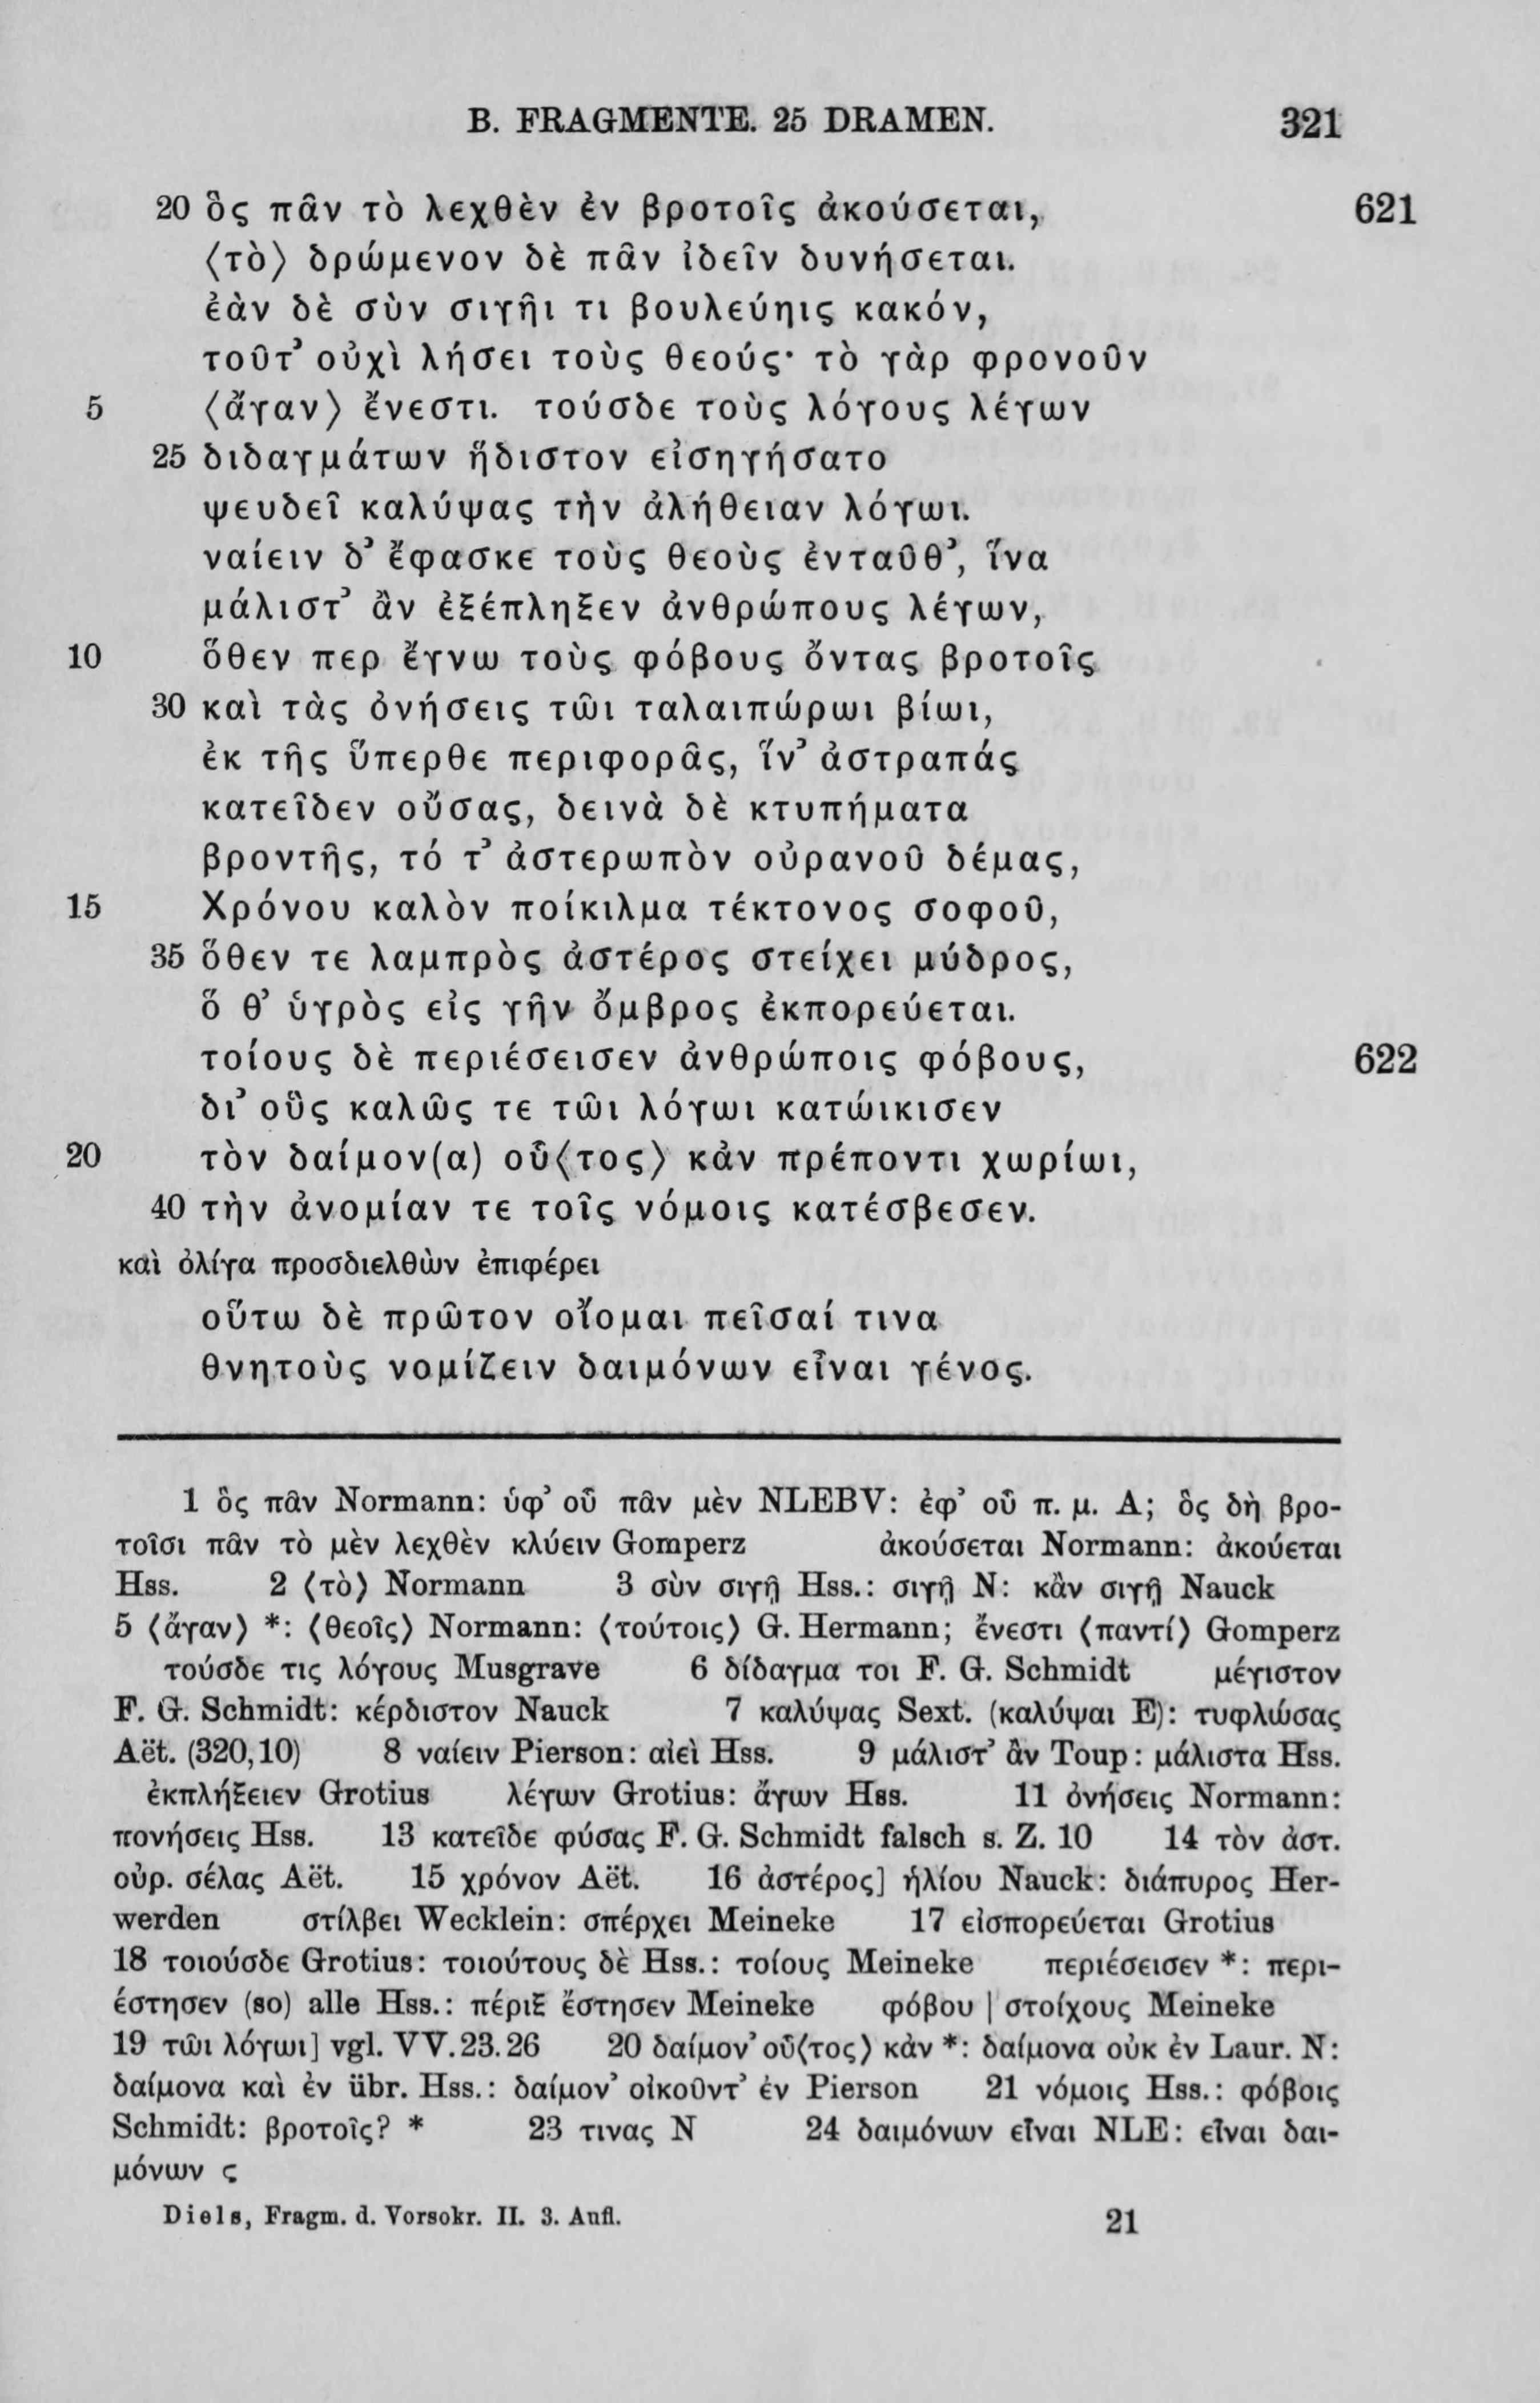 B. FRAGMENTE. 25 DRAMEN. 321
20 ὃς πᾶν τὸ λεχθὲν ἐν βροτοῖς ἀκούσεται, 621
⟨τὸ⟩ δρώμενον δὲ πᾶν ἰδεῖν δυνήσεται.
ἐὰν δὲ σὺν σιγῆι τι βουλεύηις κακόν,
τοῦτ’ οὐχὶ λήσει τοὺς θεούς· τὸ γὰρ φρονοῦν
5 ⟨ἄγαν⟩ ἔνεστι. τούσδε τοὺς λόγους λέγων
25 διδαγμάτων ἥδιστον εἰσηγήσατο
ψευδεῖ καλύψας τὴν ἀλήθειαν λόγωι.
ναίειν δ’ ἔφασκε τοὺς θεοὺς ἐνταῦθ’, ἵνα
μάλιστ’ ἂν ἐξέπληξεν ἀνθρώπους λέγων,
10 ὅθεν περ ἔγνω τοὺς φόβους ὄντας βροτοῖς
30 καὶ τὰς ὀνήσεις τῶι ταλαιπώρωι βίωι,
ἐκ τῆς ὕπερθε περιφορᾶς, ἵν’ ἀστραπάς
κατεῖδεν οὔσας, δεινὰ δὲ κτυπήματα
βροντῆς, τό τ’ ἀστερωπὸν οὐρανοῦ δέμας,
15 Χρόνου καλὸν ποίκιλμα τέκτονος σοφοῦ,
35 ὅθεν τε λαμπρὸς ἀστέρος στείχει μύδρος,
ὅ θ’ ὑγρὸς εἰς γῆν ὄμβρος ἐκπορεύεται.
τοίους δὲ περιέσεισεν ἀνθρώποις φόβους, 622
δι’ οὓς καλῶς τε τῶι λόγωι κατώικισεν
20 τὸν δαίμον(α) οὗ⟨τος⟩ κἀν πρέποντι χωρίωι,
40 τὴν ἀνομίαν τε τοῖς νόμοις κατέσβεσεν.
καὶ ὀλίγα προσδιελθὼν ἐπιφέρει
οὕτω δὲ πρῶτον οἴομαι πεῖσαί τινα
θνητοὺς νομίζειν δαιμόνων εἶναι γένος.
1 ὃς πᾶν Normann: ὑφ’ οὗ πᾶν μὲν NLEBV: ἐφ’ οὗ π. μ. A; ὃς δὴ βρο-
τοῖσι πᾶν τὸ μὲν λεχθὲν κλύειν Gomperz ἀκούσεται Normann: ἀκούεται
Hss. 2 ⟨τὸ⟩ Normann 3 σὺν σιγῇ Hss.: σιγῇ N: κἂν σιγῇ Nauck
5 ⟨ἄγαν⟩ *: ⟨θεοῖς⟩ Normann: ⟨τούτοις⟩ G. Hermann; ἔνεστι ⟨παντί⟩ Gomperz
τούσδε τις λόγους Musgrave 6 δίδαγμα τοι F. G. Schmidt μέγιστον
F. G. Schmidt: κέρδιστον Nauck 7 καλύψας Sext. (καλύψαι E): τυφλώσας
Aët. (320,10) 8 ναίειν Pierson: αἰεὶ Hss. 9 μάλιστ’ ἂν Toup: μάλιστα Hss.
ἐκπλήξειεν Grotius λέγων Grotius: ἄγων Hss. 11 ὀνήσεις Normann:
πονήσεις Hss. 13 κατεῖδε φύσας F. G. Schmidt falsch s. Z. 10 14 τὸν ἀστ.
οὐρ. σέλας Aët. 15 χρόνον Aët. 16 ἀστέρος] ἡλίου Nauck: διάπυρος Her-
werden στίλβει Wecklein: σπέρχει Meineke 17 εἰσπορεύεται Grotius
18 τοιούσδε Grotius: τοιούτους δὲ Hss.: τοίους Meineke περιέσεισεν *: περι-
έστησεν (so) alle Hss.: πέριξ ἔστησεν Meineke φόβου | στοίχους Meineke
19 τῶι λόγωι] vgl. VV. 23. 26 20 δαίμον’ οὗ⟨τος⟩ κἀν *: δαίμονα οὐκ ἐν Laur. N:
δαίμονα καὶ ἐν übr. Hss.: δαίμον’ οἰκοῦντ’ ἐν Pierson 21 νόμοις Hss.: φόβοις
Schmidt: βροτοῖς? * 23 τινας N 24 δαιμόνων εἶναι NLE: εἶναι δαι-
μόνων ς
Diels, Fragm. d. Vorsokr. II. 3. Aufl. 21